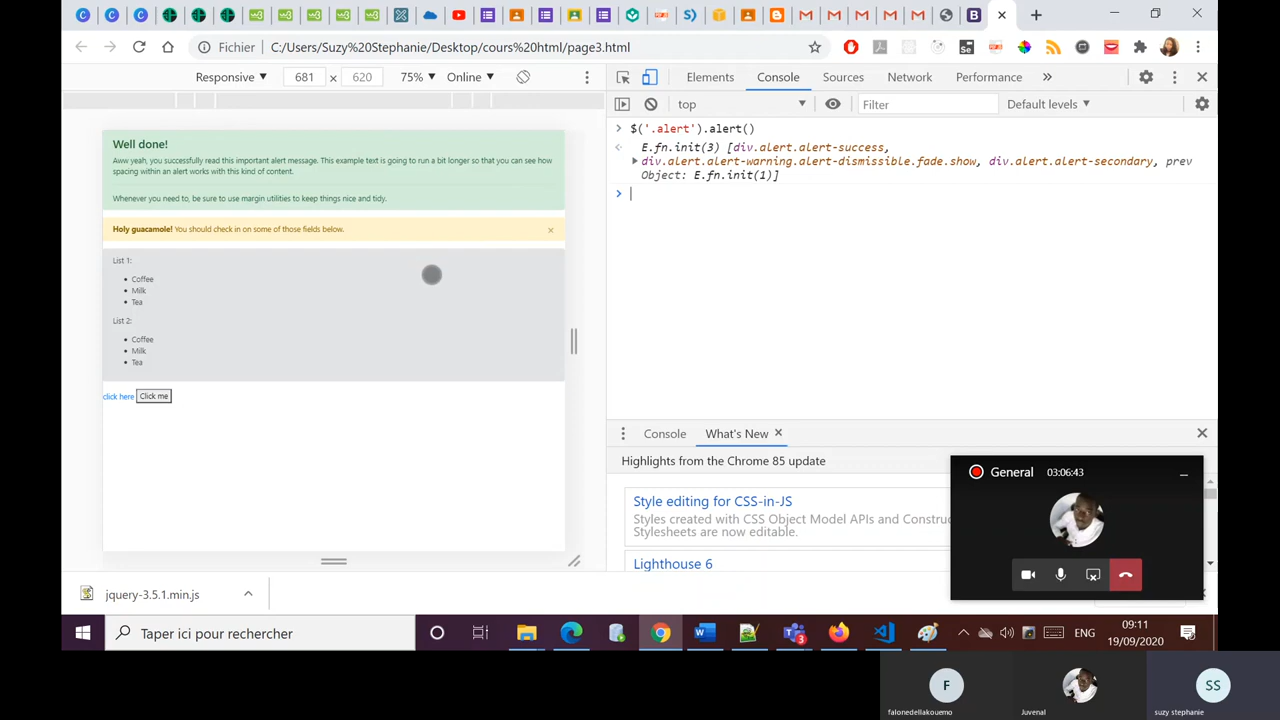 Fichier
C:/Users/Suzy%20Stephanie/Desktop/cours%20html/page3.html
Responsive
681 × 620
75%
Online
Elements
Console
Sources
Network
Performance
top
Filter
Default levels
Well done!
Aww yeah, you successfully read this important alert message. This example text is going to run a bit longer so that you can see how
spacing within an alert works with this kind of content.
Whenever you need to, be sure to use margin utilities to keep things nice and tidy.
Holy guacamole! You should check in on some of those fields below.
×
List 1:
• Coffee
• Milk
• Tea
List 2:
• Coffee
• Milk
• Tea
click here Click me
> $('.alert').alert()
E.fn.init(3) [div.alert.alert-success,
div.alert.alert-warning.alert-dismissible.fade.show, div.alert.alert-secondary, prev
Object: E.fn.init(1)]
>
Console
What's New
Highlights from the Chrome 85 update
Style editing for CSS-in-JS
Styles created with CSS Object Model APIs and Constru
Stylesheets are now editable.
Lighthouse 6
General 03:06:43
jquery-3.5.1.min.js
Taper ici pour rechercher
3
ENG
09:11
19/09/2020
F
SS
falonedellakouemo
Juvenal
suzy stephanie